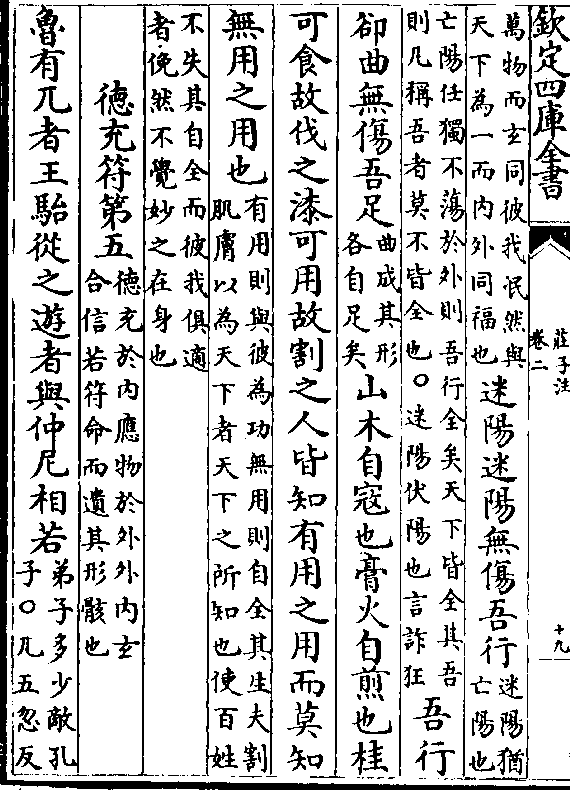 欽定四庫全書
莊子注
卷二
十九
萬物而玄同彼我泯然與
天下為一而内外同福也
迷陽迷陽無傷吾行
迷陽猶
亡陽也
亡陽任獨不蕩於外則吾行全矣天下皆全其吾
則凡稱吾者莫不皆全也○迷陽伏陽也言詐狂
吾行
郤曲無傷吾足
曲成其形
各自足矣
山木自寇也膏火自煎也桂
可食故伐之漆可用故割之人皆知有用之用而莫知
無用之用也
有用則與彼為功無用則自全其生夫割
肌膚以為天下者天下之所知也使百姓
不失其自全而彼我俱適
者俛然不覺妙之在身也
德充符第五
德充於内應物於外外内玄
合信若符命而遺其形骸也
魯有兀者王駘從之遊者與仲尼相若
弟子多少敵孔
子○兀五忽反